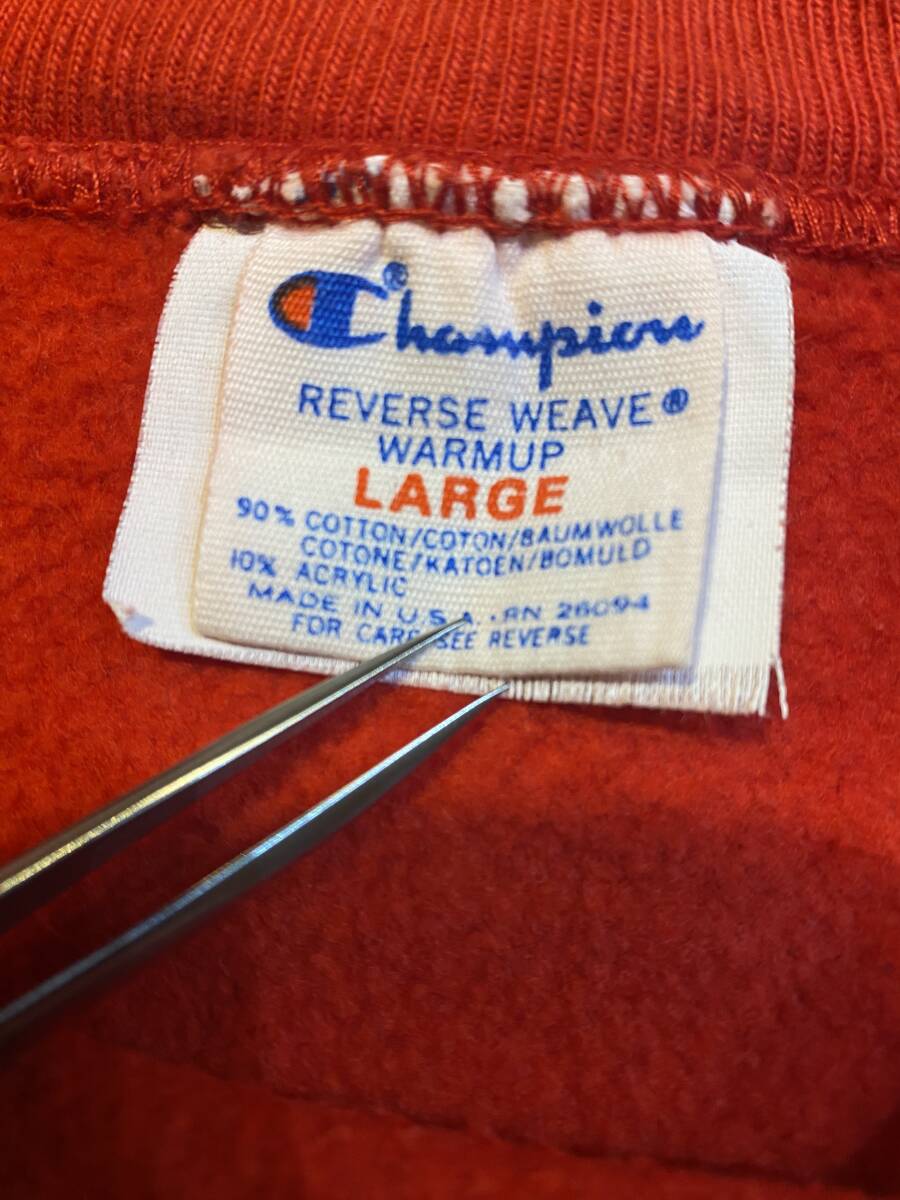 Champion®
REVERSE WEAVE®
WARMUP
LARGE
90% COTTON/COTON/BAUMWOLLE
COTONE/KATOEN/BOMULD
10% ACRYLIC
MADE IN U.S.A. · RN 26094
FOR CARE SEE REVERSE